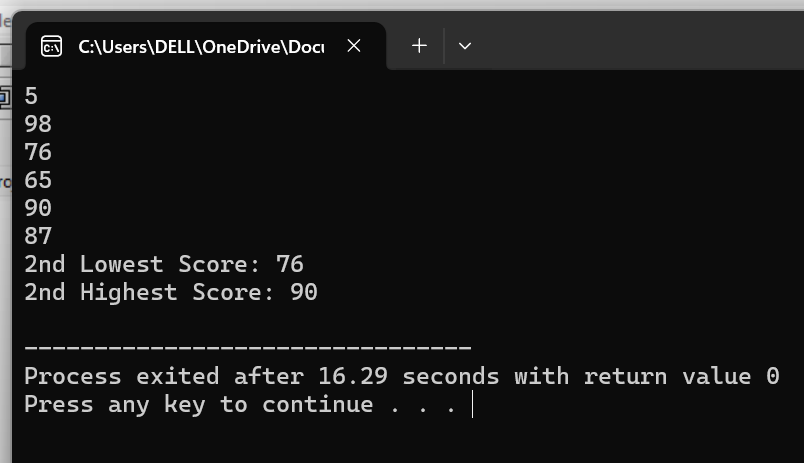 C:\Users\DELL\OneDrive\Docu
5
98
76
65
90
87
2nd Lowest Score: 76
2nd Highest Score: 90
--------------------------------
Process exited after 16.29 seconds with return value 0
Press any key to continue . . .